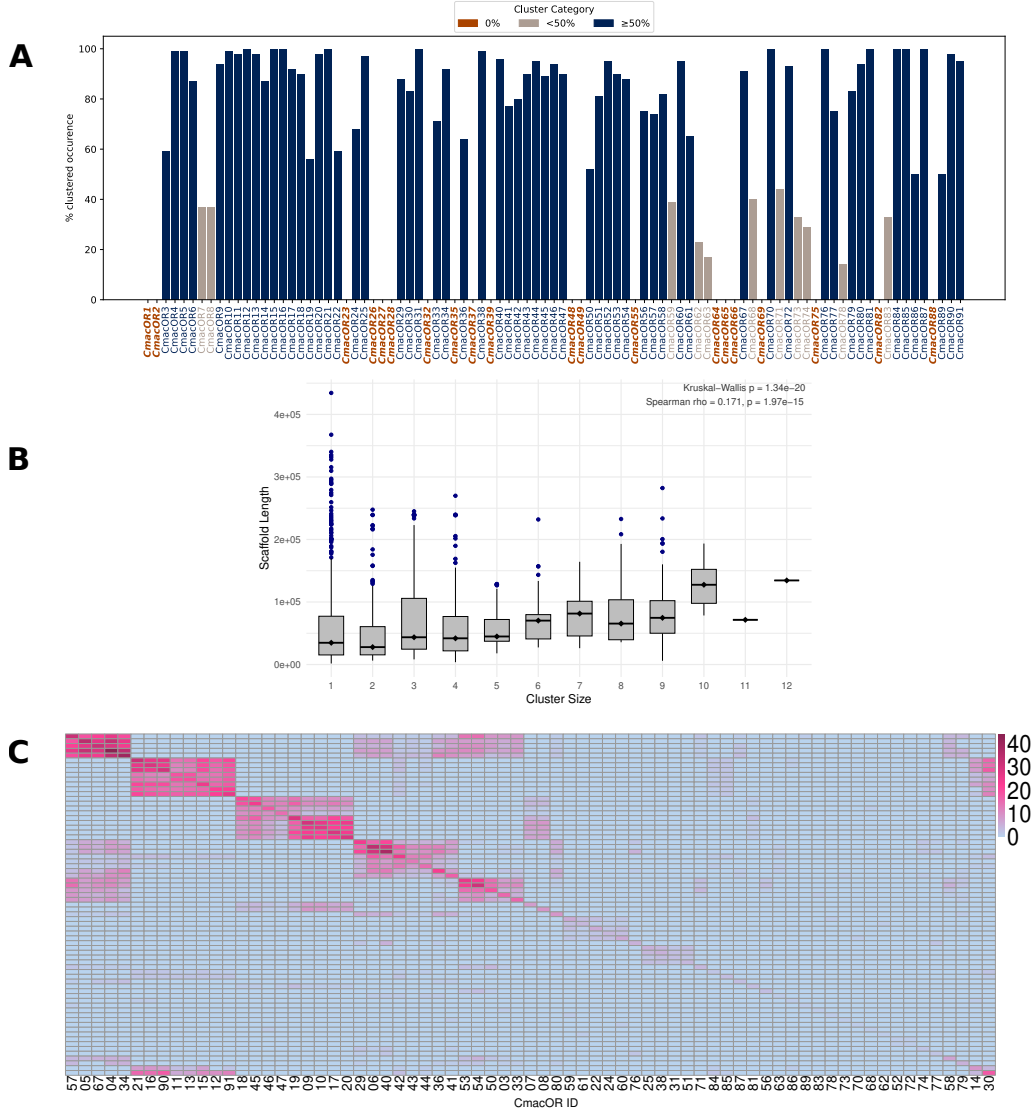 A
Cluster Category
0%
<50%
≥50%
% clustered occurence
100
80
60
40
20
0
CmacOR1
CmacOR2
CmacOR3
CmacOR4
CmacOR5
CmacOR6
CmacOR7
CmacOR8
CmacOR9
CmacOR10
CmacOR11
CmacOR12
CmacOR13
CmacOR14
CmacOR15
CmacOR16
CmacOR17
CmacOR18
CmacOR19
CmacOR20
CmacOR21
CmacOR22
CmacOR23
CmacOR24
CmacOR25
CmacOR26
CmacOR27
CmacOR28
CmacOR29
CmacOR30
CmacOR31
CmacOR32
CmacOR33
CmacOR34
CmacOR35
CmacOR36
CmacOR37
CmacOR38
CmacOR39
CmacOR40
CmacOR41
CmacOR42
CmacOR43
CmacOR44
CmacOR45
CmacOR46
CmacOR47
CmacOR48
CmacOR49
CmacOR50
CmacOR51
CmacOR52
CmacOR53
CmacOR54
CmacOR55
CmacOR56
CmacOR57
CmacOR58
CmacOR59
CmacOR60
CmacOR61
CmacOR62
CmacOR63
CmacOR64
CmacOR65
CmacOR66
CmacOR67
CmacOR68
CmacOR69
CmacOR70
CmacOR71
CmacOR72
CmacOR73
CmacOR74
CmacOR75
CmacOR76
CmacOR77
CmacOR78
CmacOR79
CmacOR80
CmacOR81
CmacOR82
CmacOR83
CmacOR84
CmacOR85
CmacOR86
CmacOR87
CmacOR88
CmacOR89
CmacOR90
CmacOR91
B
Kruskal−Wallis p = 1.34e−20
Spearman rho = 0.171, p = 1.97e−15
Scaffold Length
4e+05
3e+05
2e+05
1e+05
0e+00
1 2 3 4 5 6 7 8 9 10 11 12
Cluster Size
C
40
30
20
10
0
57 05 67 04 34 21 16 90 11 13 15 12 91 18 45 46 47 19 09 10 17 20 29 06 40 42 43 44 36 41 53 54 50 03 33 07 08 80 59 61 22 24 60 76 25 38 31 51 71 84 85 87 81 56 63 86 89 83 78 73 70 68 62 52 72 74 77 58 79 14 30
CmacOR ID